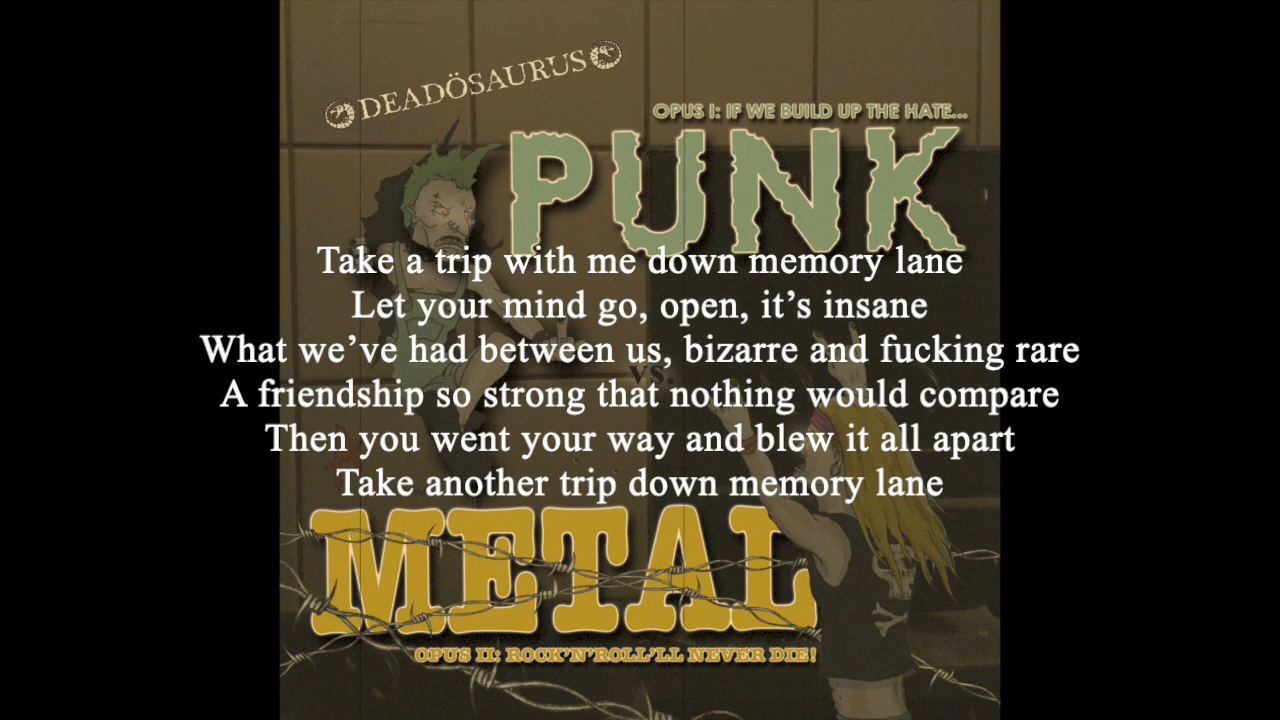 DEADÖSAURUS
OPUS I: IF WE BUILD UP THE HATE...
PUNK
Take a trip with me down memory lane
Let your mind go, open, it’s insane
What we’ve had between us, bizarre and fucking rare
VS.
A friendship so strong that nothing would compare
Then you went your way and blew it all apart
Take another trip down memory lane
METAL
OPUS II: ROCK’N’ROLL’LL NEVER DIE!